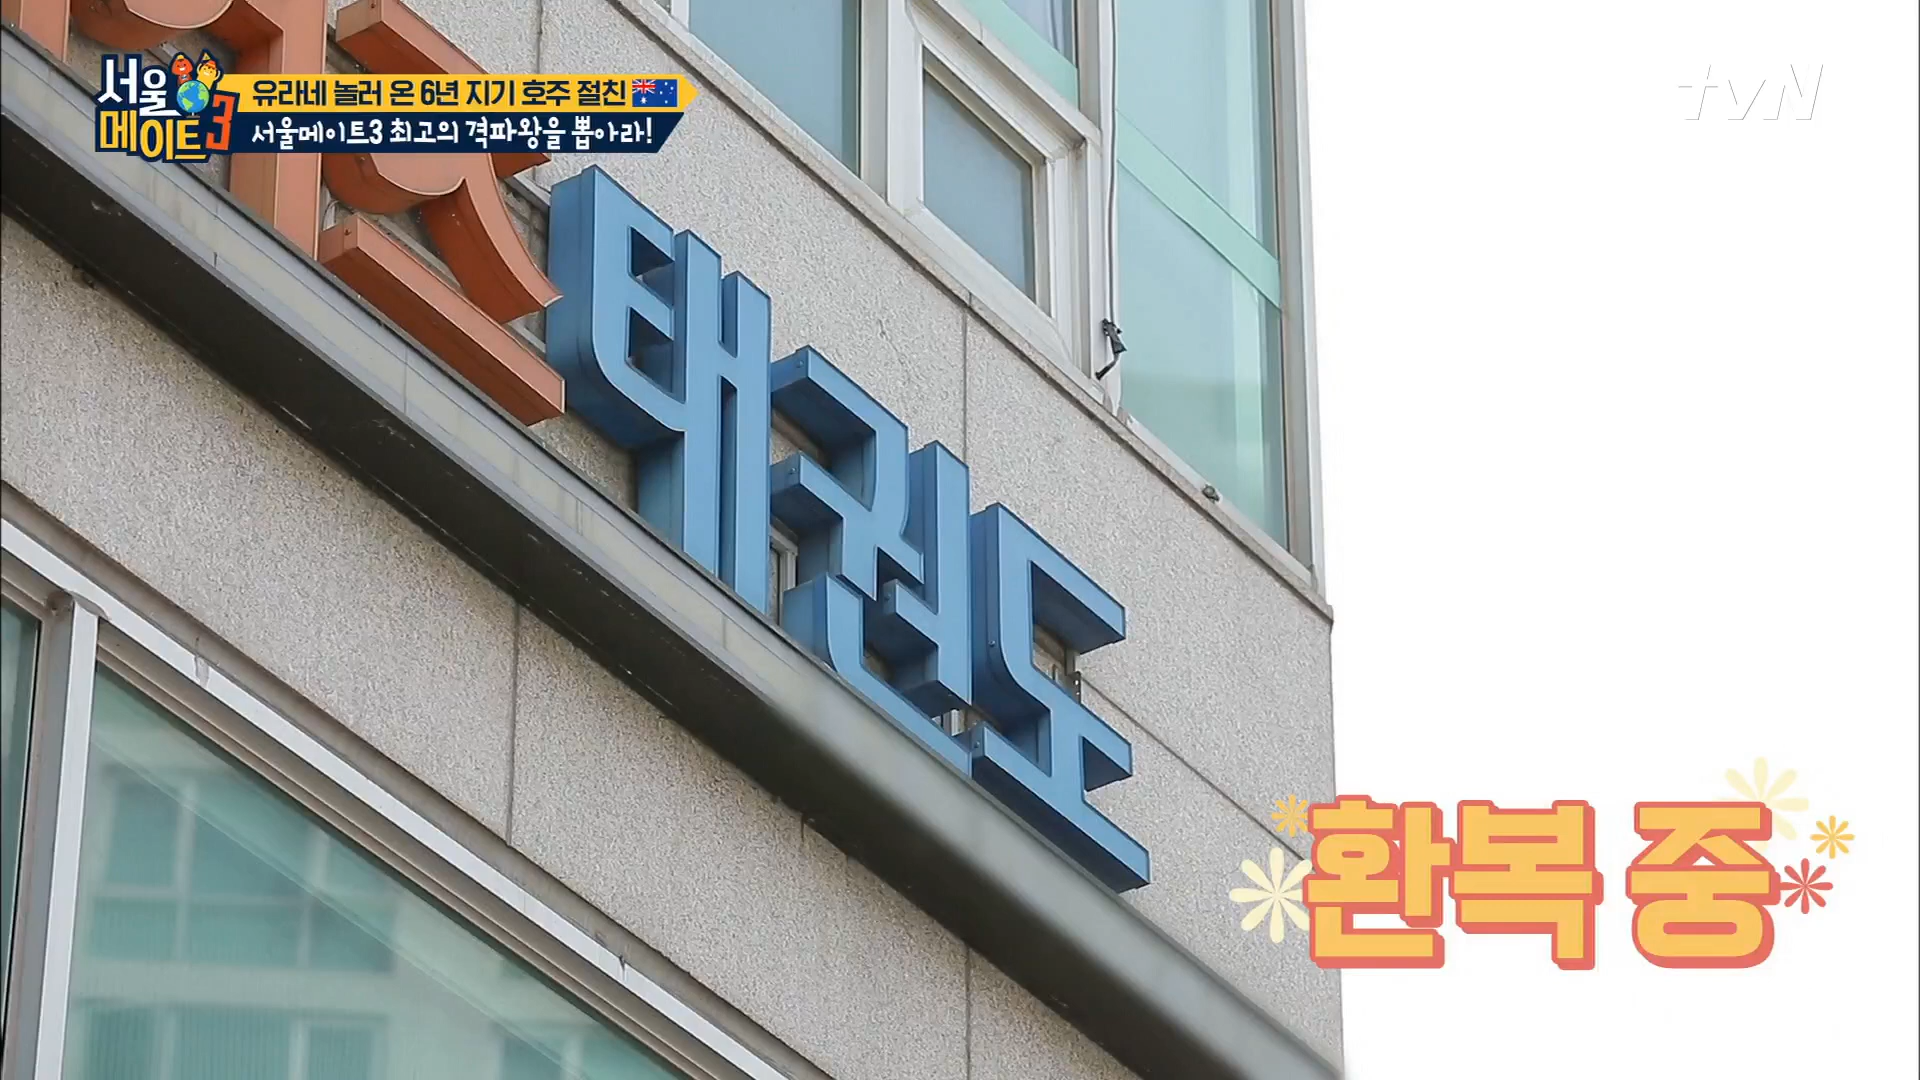 서울메이트3
유라네 놀러 온 6년 지기 호주 절친
서울메이트3 최고의 격파왕을 뽑아라!
tvN
태권도
환복 중